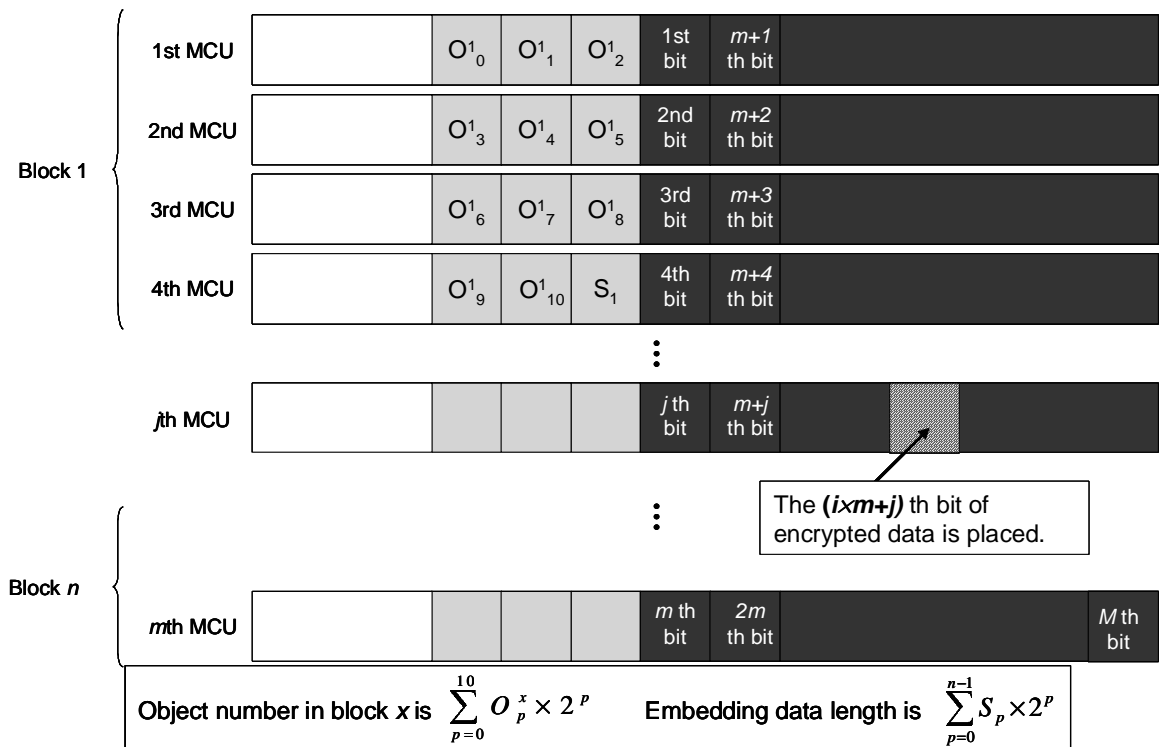 1st MCU O¹₀ O¹₁ O¹₂ 1st bit m+1 th bit
2nd MCU O¹₃ O¹₄ O¹₅ 2nd bit m+2 th bit
Block 1
3rd MCU O¹₆ O¹₇ O¹₈ 3rd bit m+3 th bit
4th MCU O¹₉ O¹₁₀ S₁ 4th bit m+4 th bit
⋮
jth MCU j th bit m+j th bit
The (i×m+j) th bit of
encrypted data is placed.
⋮
Block n
mth MCU m th bit 2m th bit M th bit
Object number in block x is \sum_{p=0}^{10} O_p^x × 2^p Embedding data length is \sum_{p=0}^{n-1} S_p × 2^p